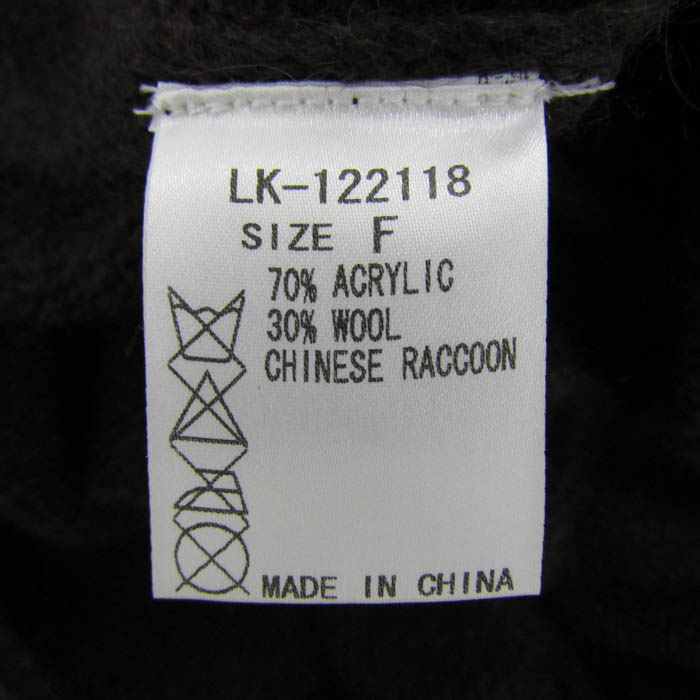 LK-122118
SIZE F
70% ACRYLIC
30% WOOL
CHINESE RACCOON
MADE IN CHINA